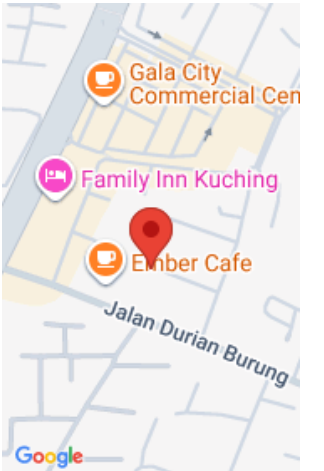 Gala City
Commercial Cen
Family Inn Kuching
Ember Cafe
Jalan Durian Burung
Google